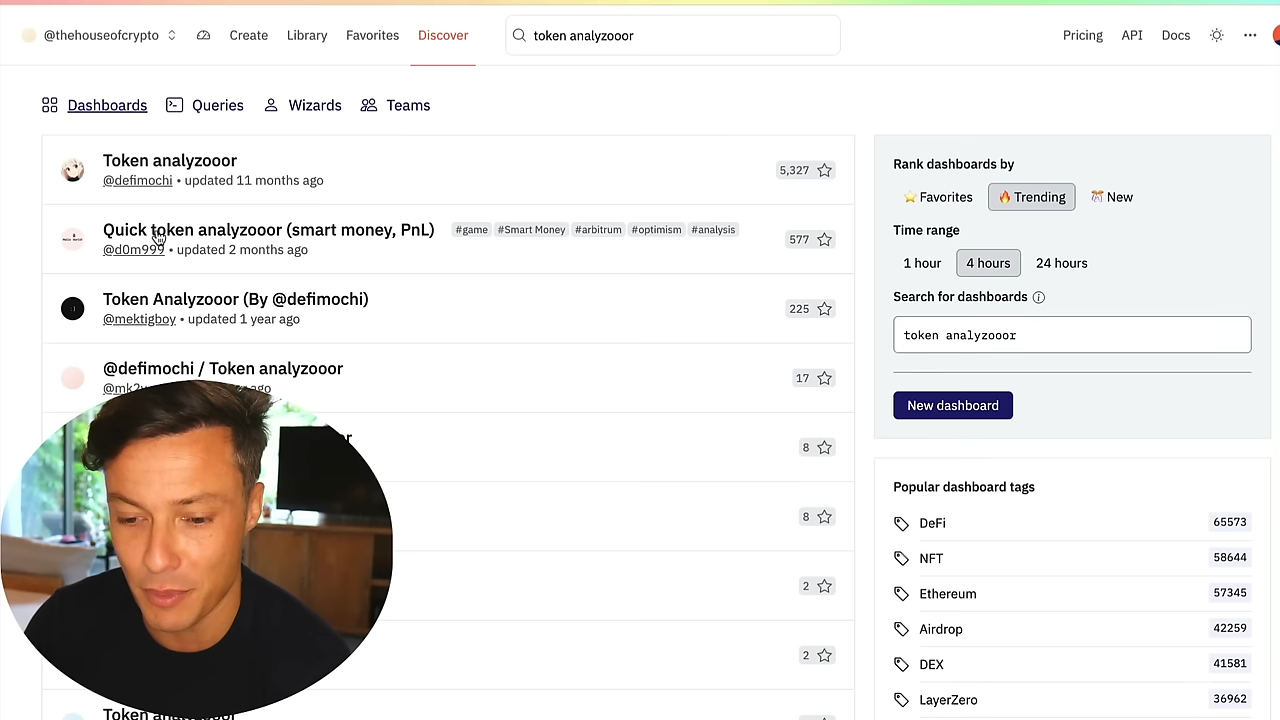 @thehouseofcrypto Create Library Favorites Discover token analyzooor Pricing API Docs
Dashboards Queries Wizards Teams
Token analyzooor
@defimochi • updated 11 months ago
5,327
Quick token analyzooor (smart money, PnL) #game #Smart Money #arbitrum #optimism #analysis
@d0m999 • updated 2 months ago
577
Token Analyzooor (By @defimochi)
@mektigboy • updated 1 year ago
225
@defimochi / Token analyzooor
ago
17
8
8
2
2
Token analyzooor
Rank dashboards by
Favorites Trending New
Time range
1 hour 4 hours 24 hours
Search for dashboards
token analyzooor
New dashboard
Popular dashboard tags
DeFi 65573
NFT 58644
Ethereum 57345
Airdrop 42259
DEX 41581
LayerZero 36962